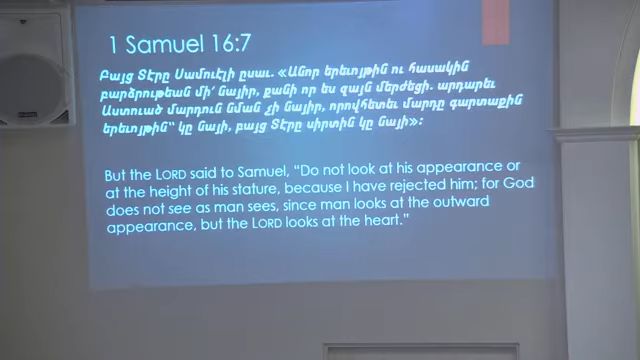 1 Samuel 16:7
Բայց Տէրը Սամուէլի ըսաւ. «Անոր երեւոյթին ու հասակին
բարձրութեան մի՛ նայիր, քանի որ ես զայն մերժեցի. արդարեւ
Աստուած մարդուն նման չի նայիր, որովհետեւ մարդը գարտաքին
երեւոյթին“ կը նայի, բայց Տէրը սիրտին կը նայի»:
But the LORD said to Samuel, “Do not look at his appearance or
at the height of his stature, because I have rejected him; for God
does not see as man sees, since man looks at the outward
appearance, but the LORD looks at the heart.”